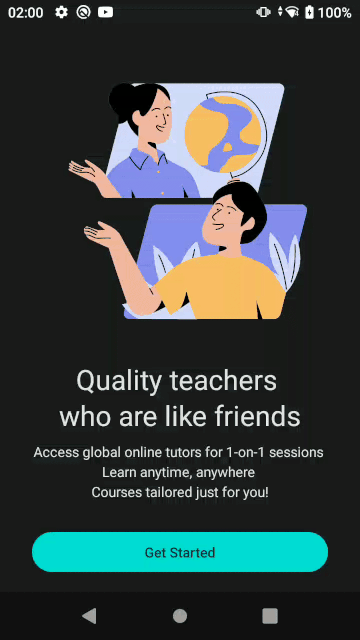 02:00
100%
Quality teachers
who are like friends
Access global online tutors for 1-on-1 sessions
Learn anytime, anywhere
Courses tailored just for you!
Get Started